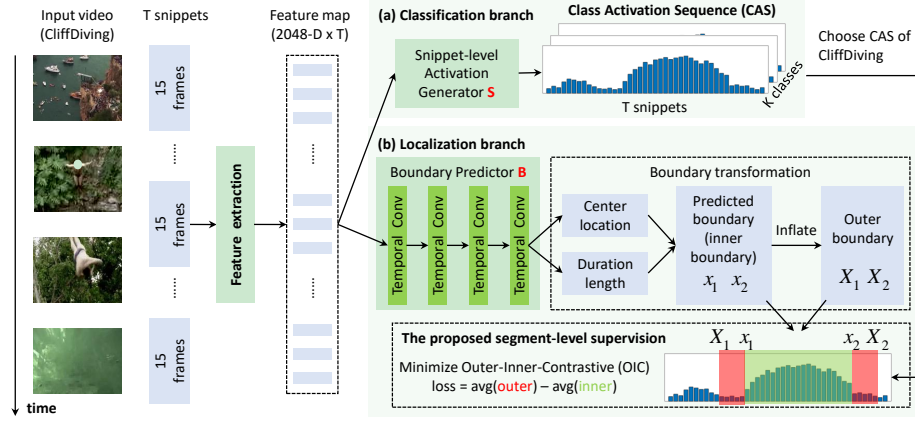 Input video
(CliffDiving)
T snippets
Feature map
(2048-D x T)
15
frames
.....
15
frames
.....
15
frames
time
Feature extraction
.....
.....
(a) Classification branch
Snippet-level
Activation
Generator S
Class Activation Sequence (CAS)
T snippets
K classes
Choose CAS of
CliffDiving
(b) Localization branch
Boundary Predictor B
Temporal Conv
Temporal Conv
Temporal Conv
Temporal Conv
Boundary transformation
Center
location
Duration
length
Predicted
boundary
(inner
boundary)
x₁ x₂
Inflate
Outer
boundary
X₁ X₂
The proposed segment-level supervision
Minimize Outer-Inner-Contrastive (OIC)
loss = avg(outer) – avg(inner)
X₁ x₁ x₂ X₂